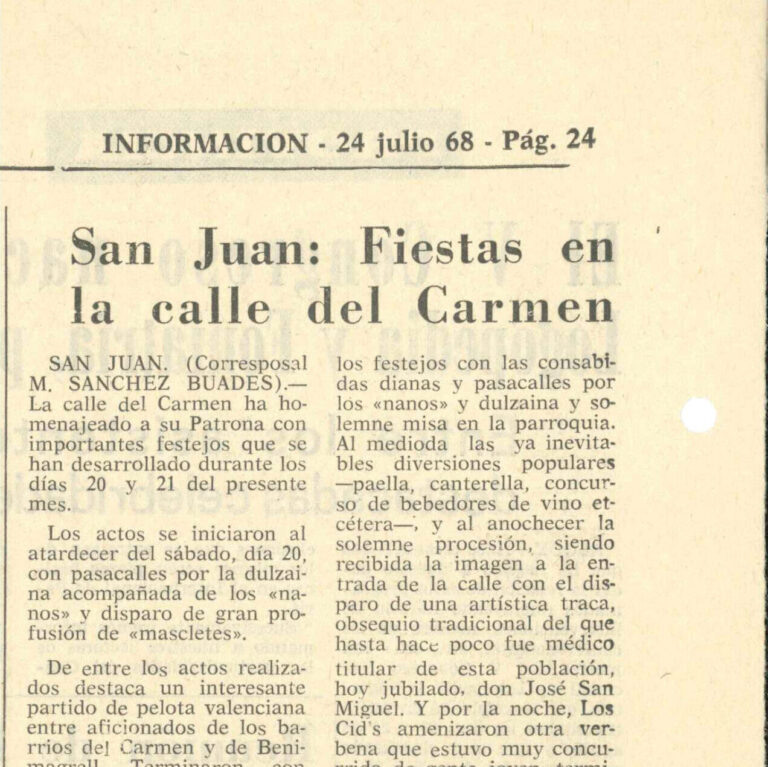 INFORMACION - 24 julio 68 - Pág. 24
San Juan: Fiestas en
la calle del Carmen
SAN JUAN. (Corresposal
M. SANCHEZ BUADES).—
La calle del Carmen ha ho-
menajeado a su Patrona con
importantes festejos que se
han desarrollado durante los
días 20 y 21 del presente
mes.
Los actos se iniciaron al
atardecer del sábado, día 20,
con pasacalles por la dulzai-
na acompañada de los «na-
nos» y disparo de gran pro-
fusión de «mascletes».
De entre los actos realiza-
dos destaca un interesante
partido de pelota valenciana
entre aficionados de los ba-
rrios del Carmen y de Beni-
magrell. Terminaron con
los festejos con las consabi-
das dianas y pasacalles por
los «nanos» y dulzaina y so-
lemne misa en la parroquia.
Al medioda las ya inevita-
bles diversiones populares
—paella, canterella, concur-
so de bebedores de vino et-
cétera—, y al anochecer la
solemne procesión, siendo
recibida la imagen a la en-
trada de la calle con el dis-
paro de una artística traca,
obsequio tradicional del que
hasta hace poco fue médico
titular de esta población,
hoy jubilado, don José San
Miguel. Y por la noche, Los
Cid's amenizaron otra ver-
bena que estuvo muy concu-
rrida de gente joven, termi-